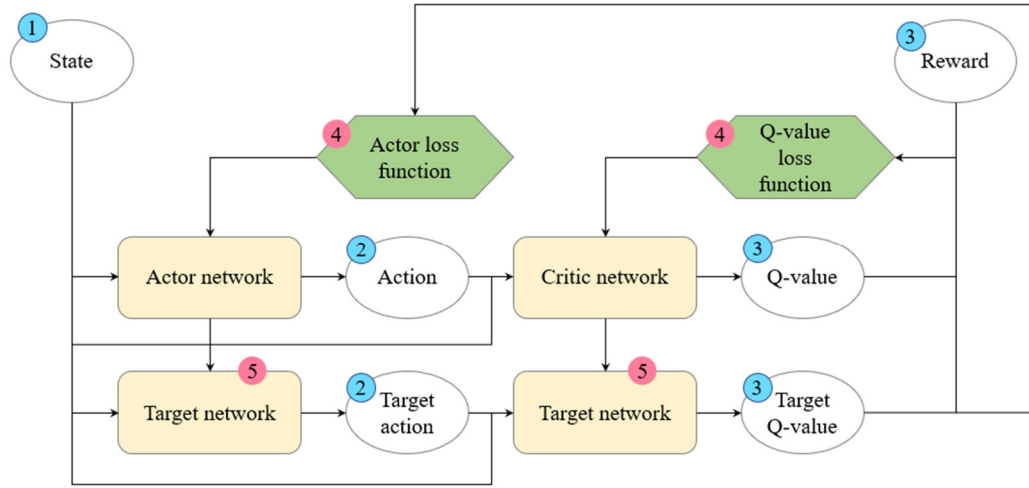 1
State
3
Reward
4
Actor loss
function
4
Q-value
loss
function
Actor network
2
Action
Critic network
3
Q-value
5
Target network
2
Target
action
5
Target network
3
Target
Q-value